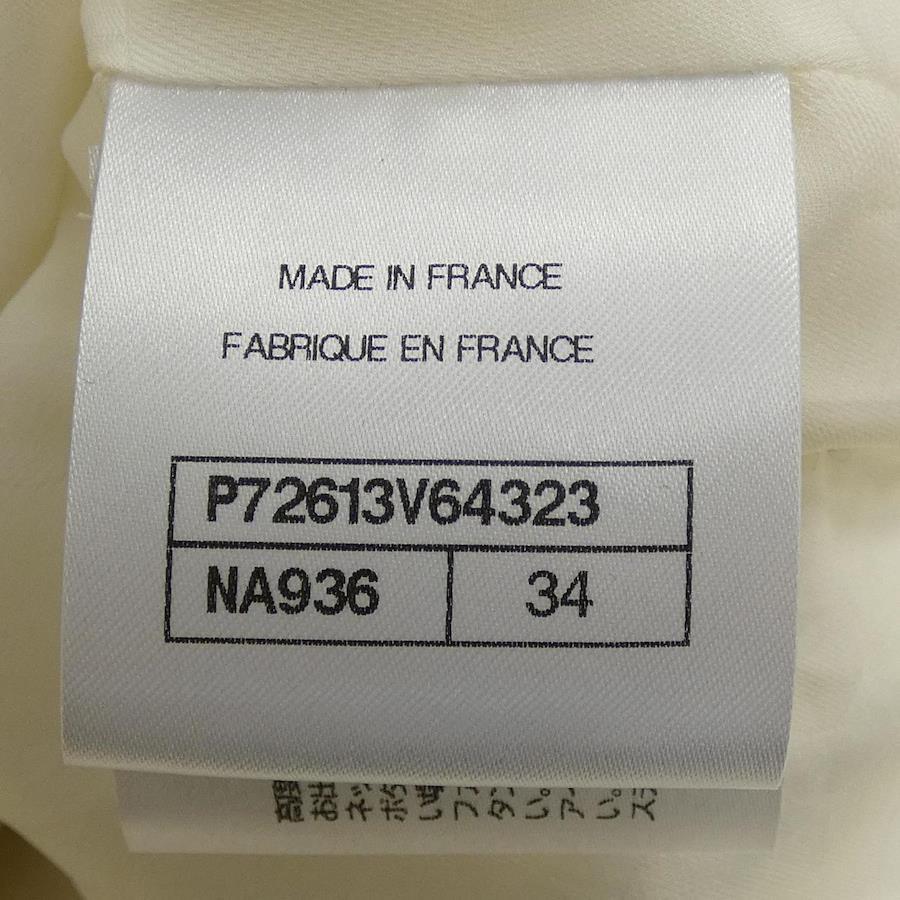 MADE IN FRANCE
FABRIQUE EN FRANCE
P72613V64323
NA936
34